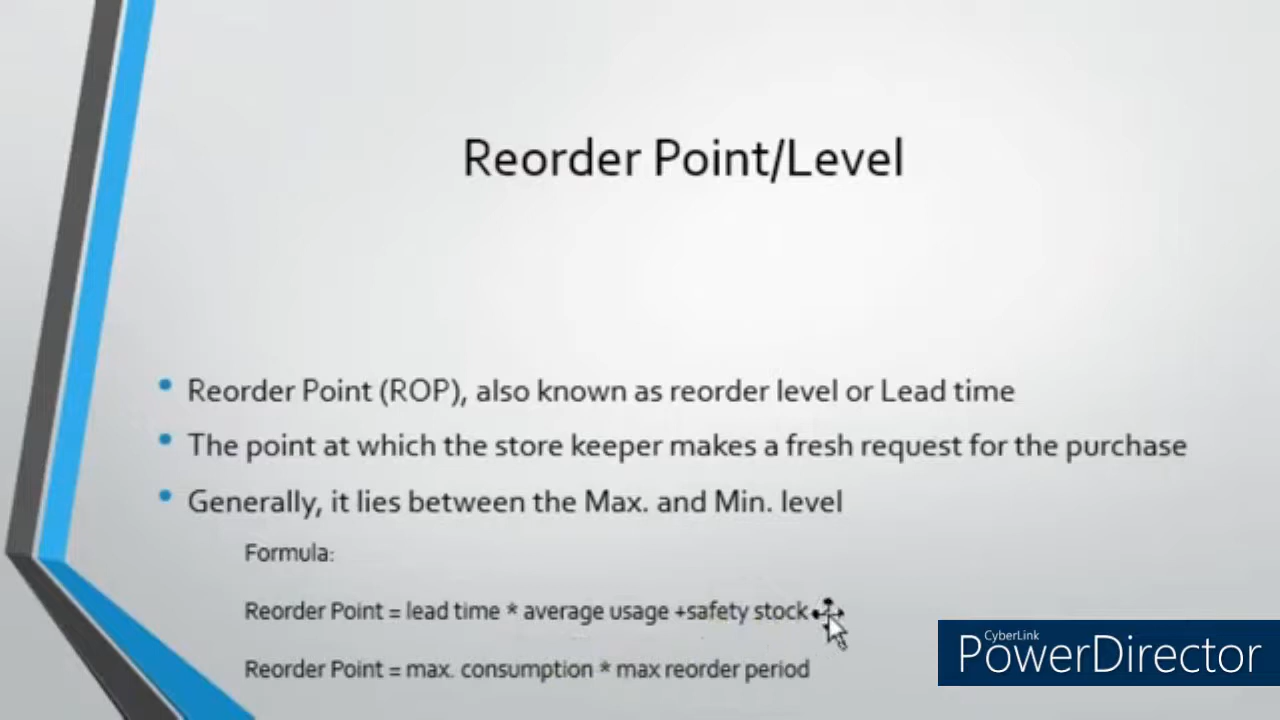 Reorder Point/Level
• Reorder Point (ROP), also known as reorder level or Lead time
• The point at which the store keeper makes a fresh request for the purchase
• Generally, it lies between the Max. and Min. level
Formula:
Reorder Point = lead time * average usage +safety stock
Reorder Point = max. consumption * max reorder period
CyberLink
PowerDirector